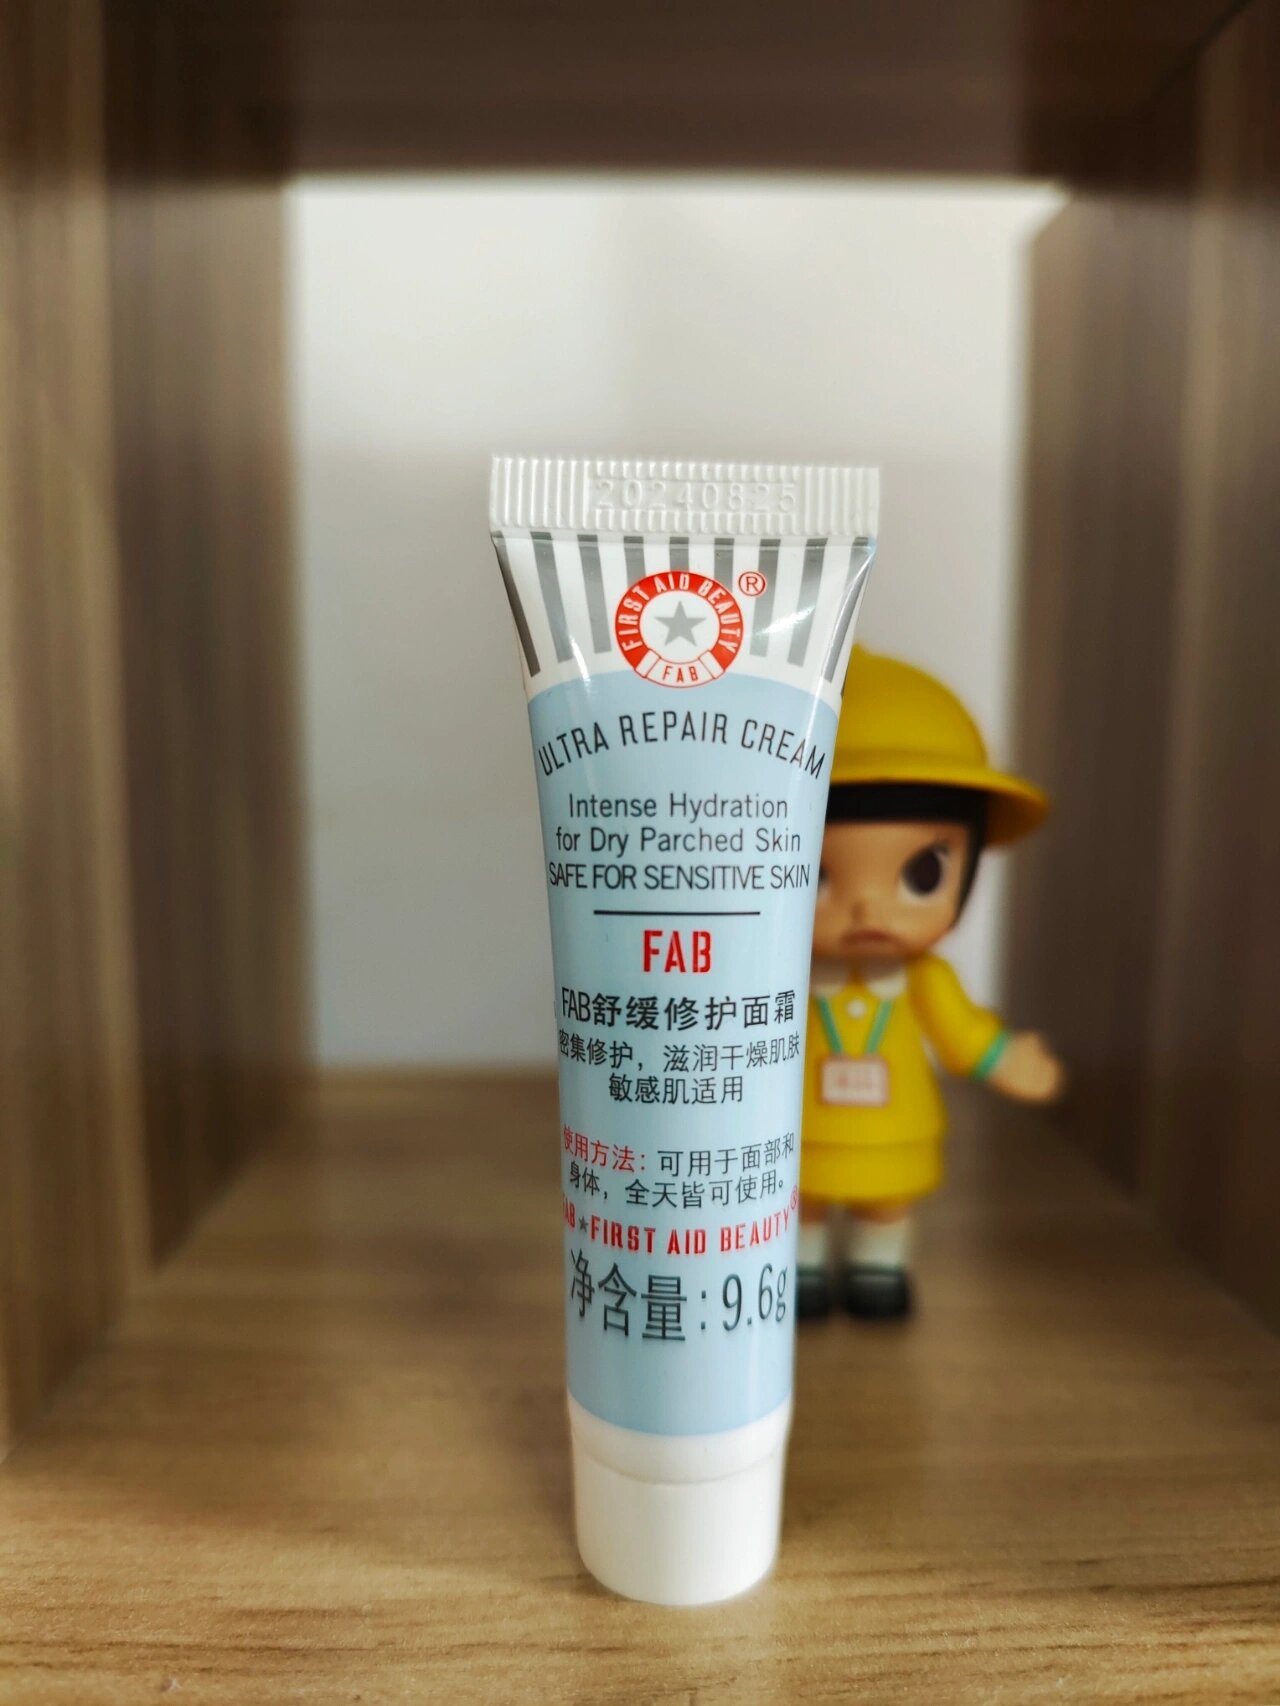 20240825
FIRST AID BEAUTY
®
FAB
ULTRA REPAIR CREAM
Intense Hydration
for Dry Parched Skin
SAFE FOR SENSITIVE SKIN
FAB
FAB舒缓修护面霜
密集修护，滋润干燥肌肤
敏感肌适用
使用方法：可用于面部和
身体，全天皆可使用。
FAB★FIRST AID BEAUTY®
净含量：9.6g